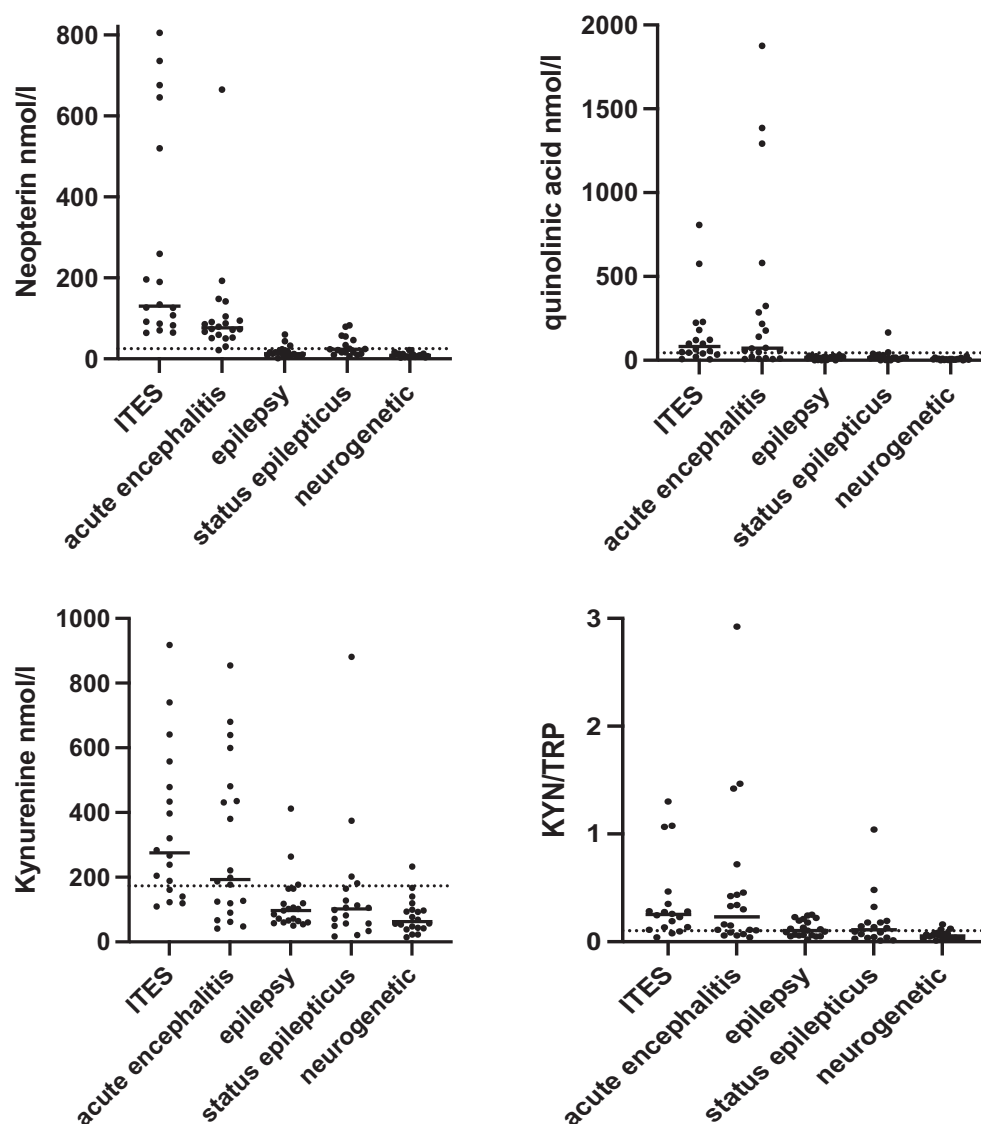 Neopterin nmol/l
800
600
400
200
0
ITES
acute encephalitis
epilepsy
status epilepticus
neurogenetic
quinolinic acid nmol/l
2000
1500
1000
500
0
ITES
acute encephalitis
epilepsy
status epilepticus
neurogenetic
Kynurenine nmol/l
1000
800
600
400
200
0
ITES
acute encephalitis
epilepsy
status epilepticus
neurogenetic
KYN/TRP
3
2
1
0
ITES
acute encephalitis
epilepsy
status epilepticus
neurogenetic